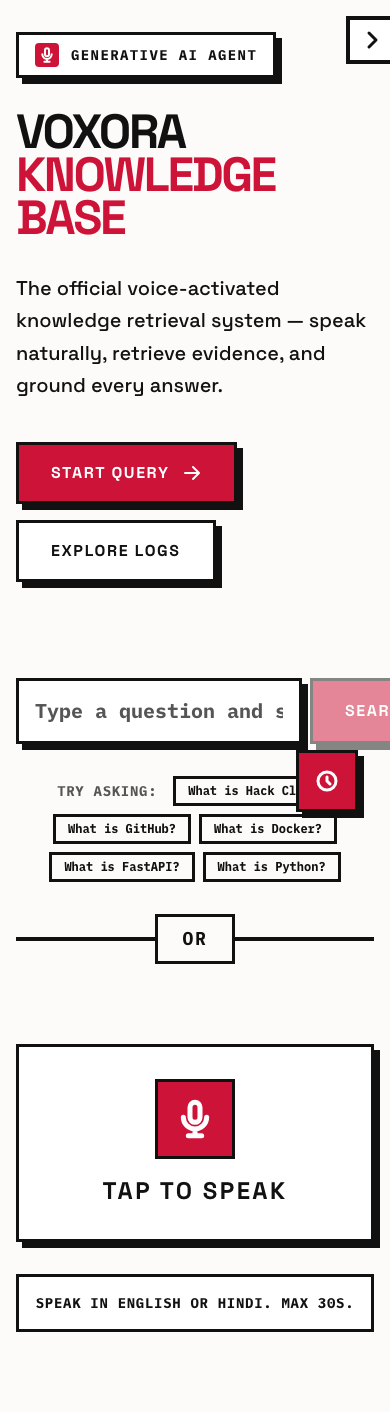 GENERATIVE AI AGENT
VOXORA
KNOWLEDGE
BASE
The official voice-activated
knowledge retrieval system — speak
naturally, retrieve evidence, and
ground every answer.
START QUERY
EXPLORE LOGS
Type a question and s
SEAR
TRY ASKING: What is Hack Cl
What is GitHub? What is Docker?
What is FastAPI? What is Python?
OR
TAP TO SPEAK
SPEAK IN ENGLISH OR HINDI. MAX 30S.